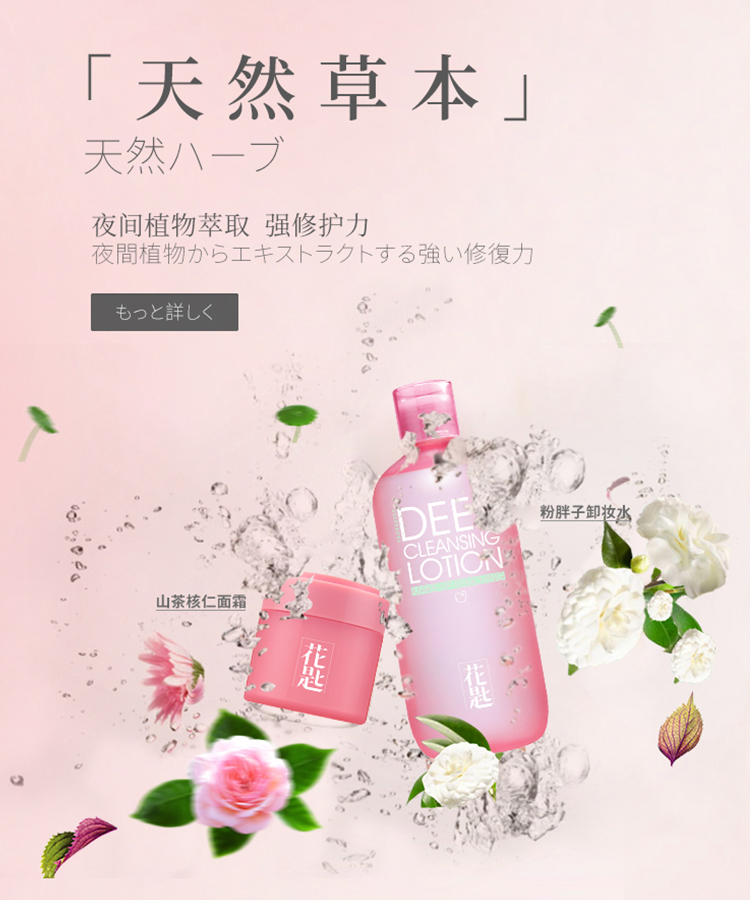 「天然草本」
天然ハーブ
夜间植物萃取 强修护力
夜間植物からエキストラクトする強い修復力
もっと詳しく
DEE
CLEANSING
LOTION
粉胖子卸妆水
山茶核仁面霜
花匙
花匙